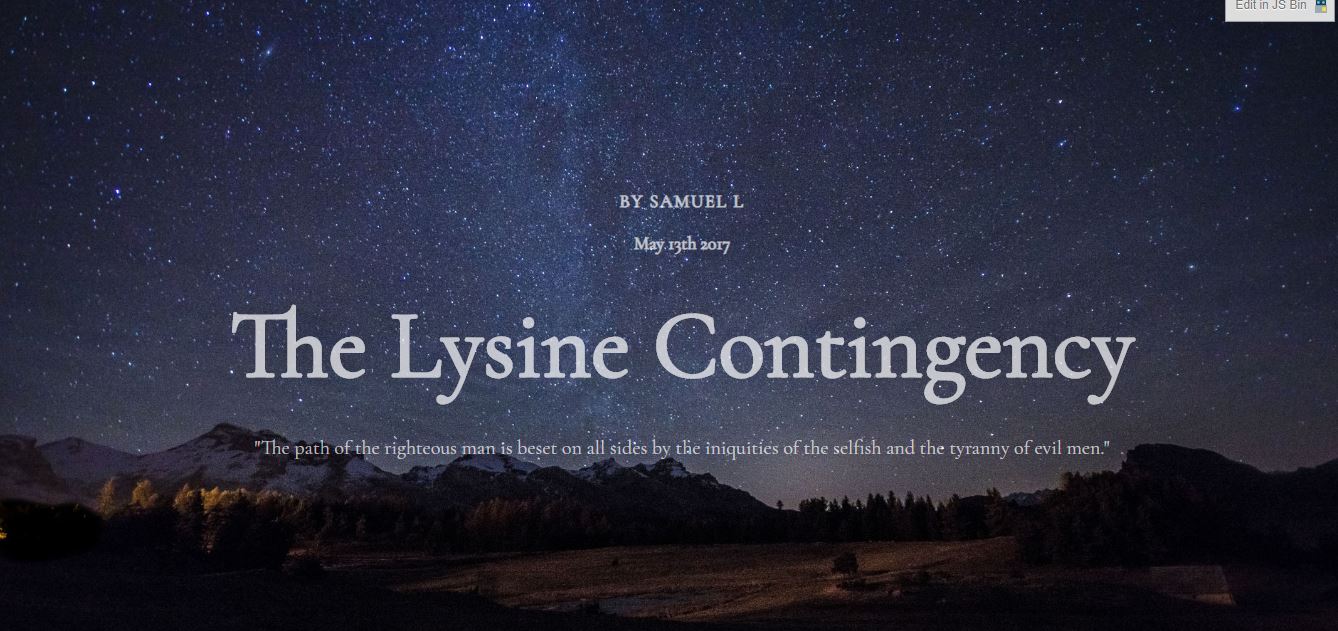 Edit in JS Bin
BY SAMUEL L
May 13th 2017
The Lysine Contingency
"The path of the righteous man is beset on all sides by the iniquities of the selfish and the tyranny of evil men."